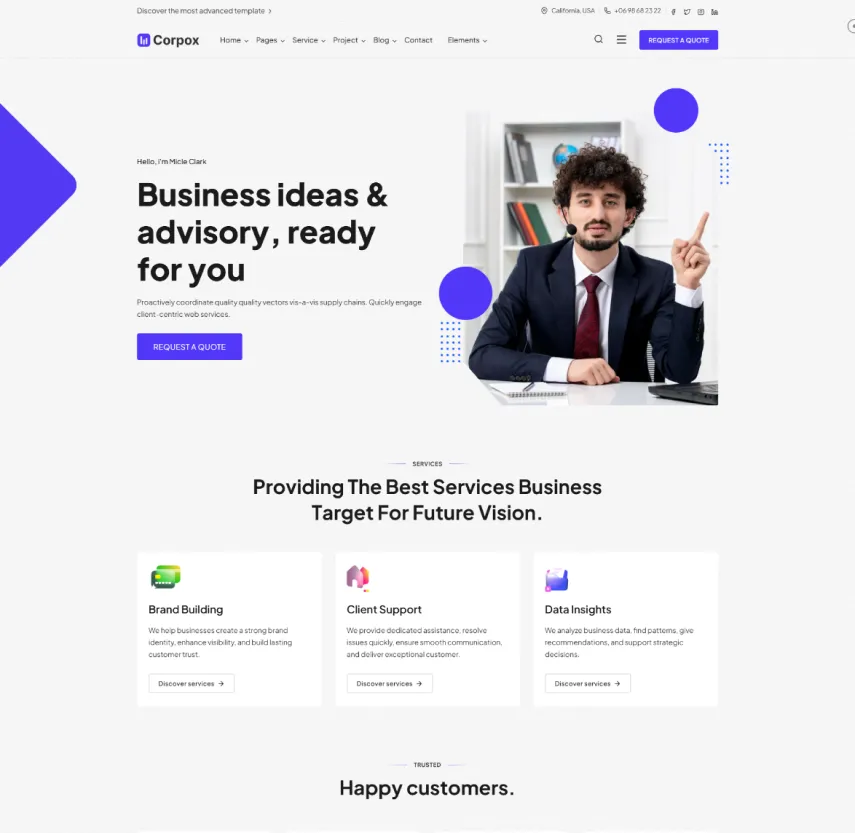 Discover the most advanced template
California, USA
+06 98 68 23 22
Corpox
Home
Pages
Service
Project
Blog
Contact
Elements
REQUEST A QUOTE
Hello, i'm Micle Clark
Business ideas &
advisory, ready
for you
Proactively coordinate quality quality vectors vis-a-vis supply chains. Quickly engage
client-centric web services.
REQUEST A QUOTE
SERVICES
Providing The Best Services Business
Target For Future Vision.
Brand Building
We help businesses create a strong brand
identity, enhance visibility, and build lasting
customer trust.
Discover services
Client Support
We provide dedicated assistance, resolve
issues quickly, ensure smooth communication,
and deliver exceptional customer.
Discover services
Data Insights
We analyze business data, find patterns, give
recommendations, and support strategic
decisions.
Discover services
TRUSTED
Happy customers.